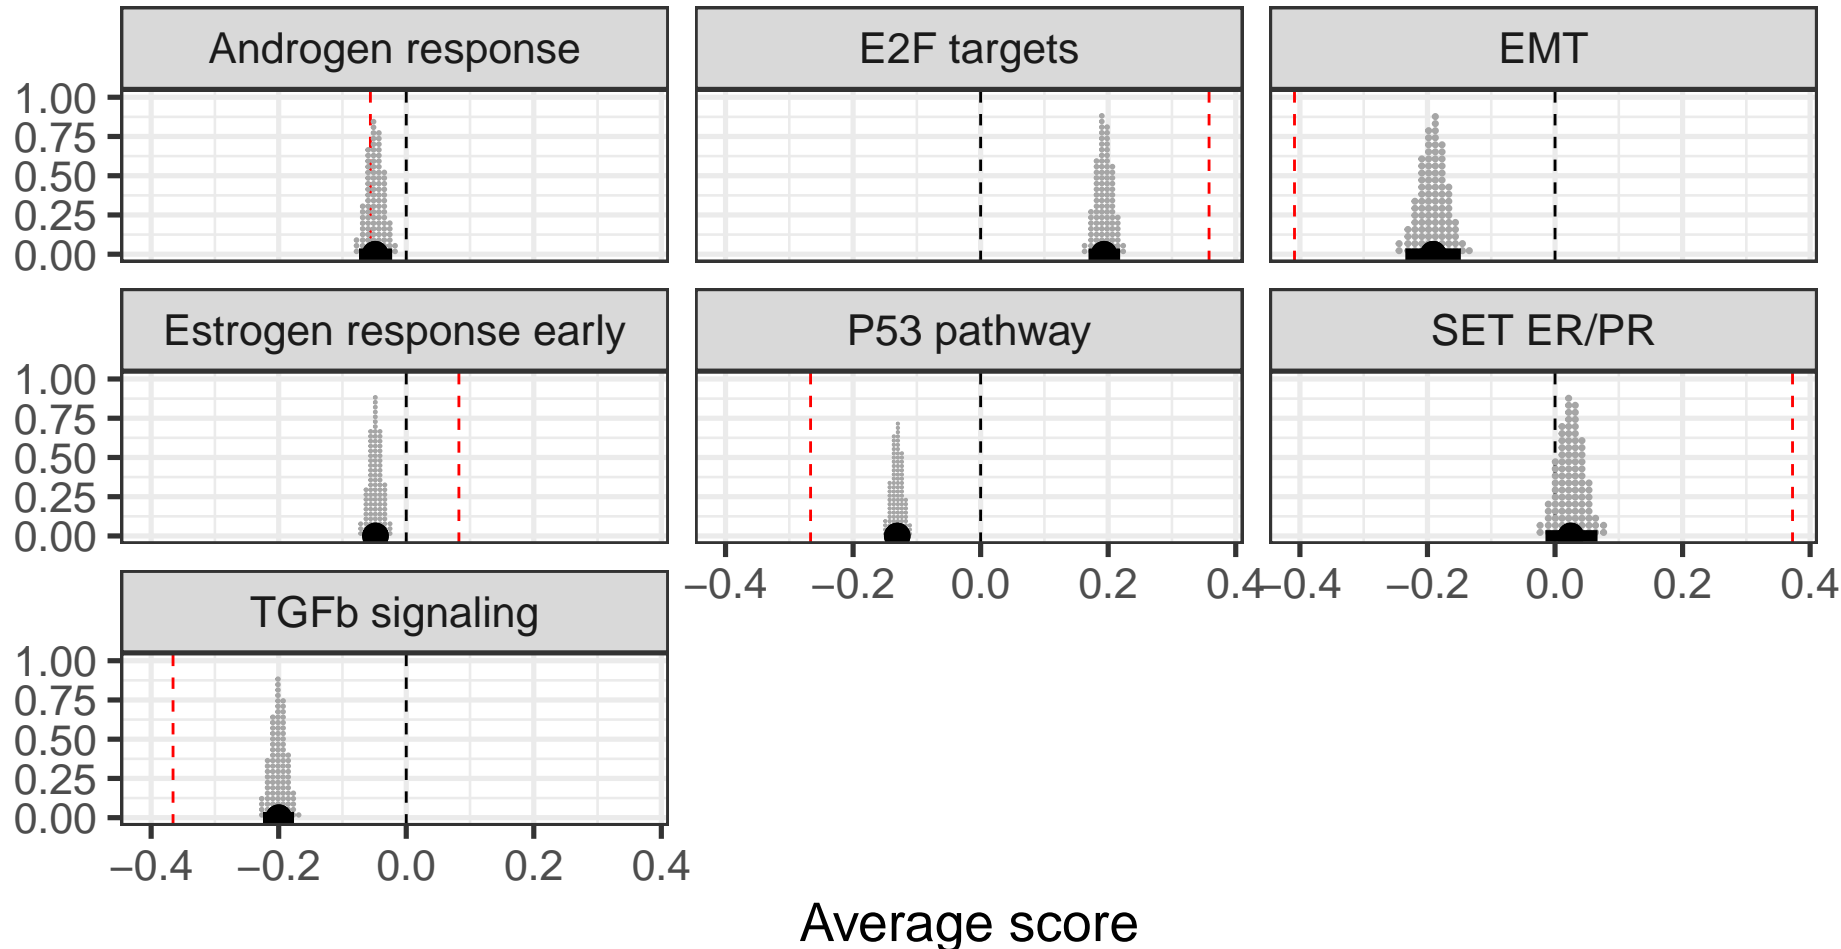 Androgen response
E2F targets
EMT
1.00
0.75
0.50
0.25
0.00
Estrogen response early
P53 pathway
SET ER/PR
1.00
0.75
0.50
0.25
0.00
−0.4 −0.2 0.0 0.2 0.4
−0.4 −0.2 0.0 0.2 0.4
TGFb signaling
1.00
0.75
0.50
0.25
0.00
−0.4 −0.2 0.0 0.2 0.4
Average score